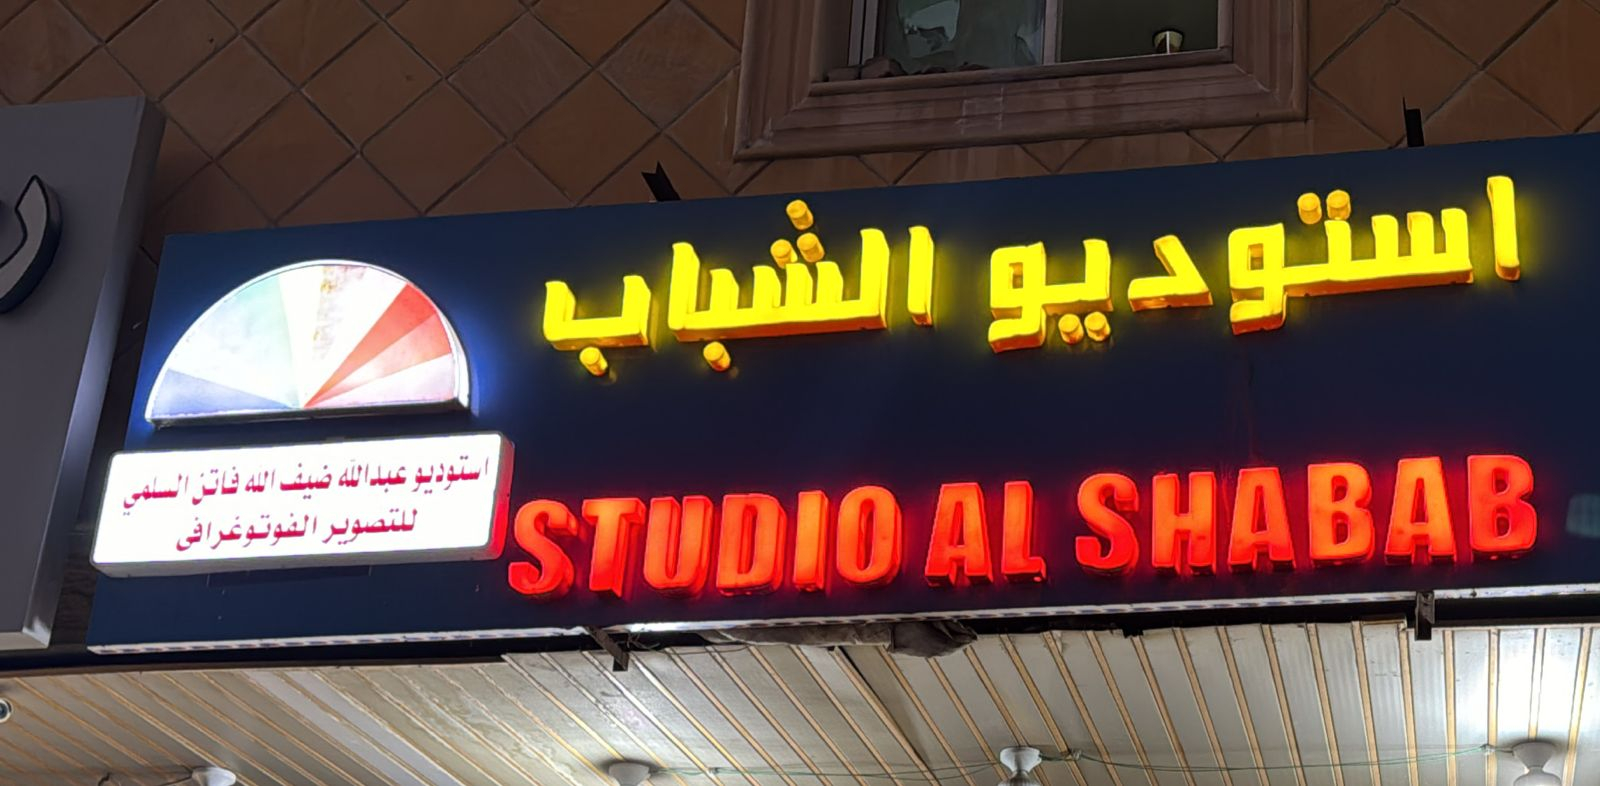 استوديو الشباب
STUDIO AL SHABAB
استوديو عبدالله ضيف الله فاتن السلمي
للتصوير الفوتوغرافى